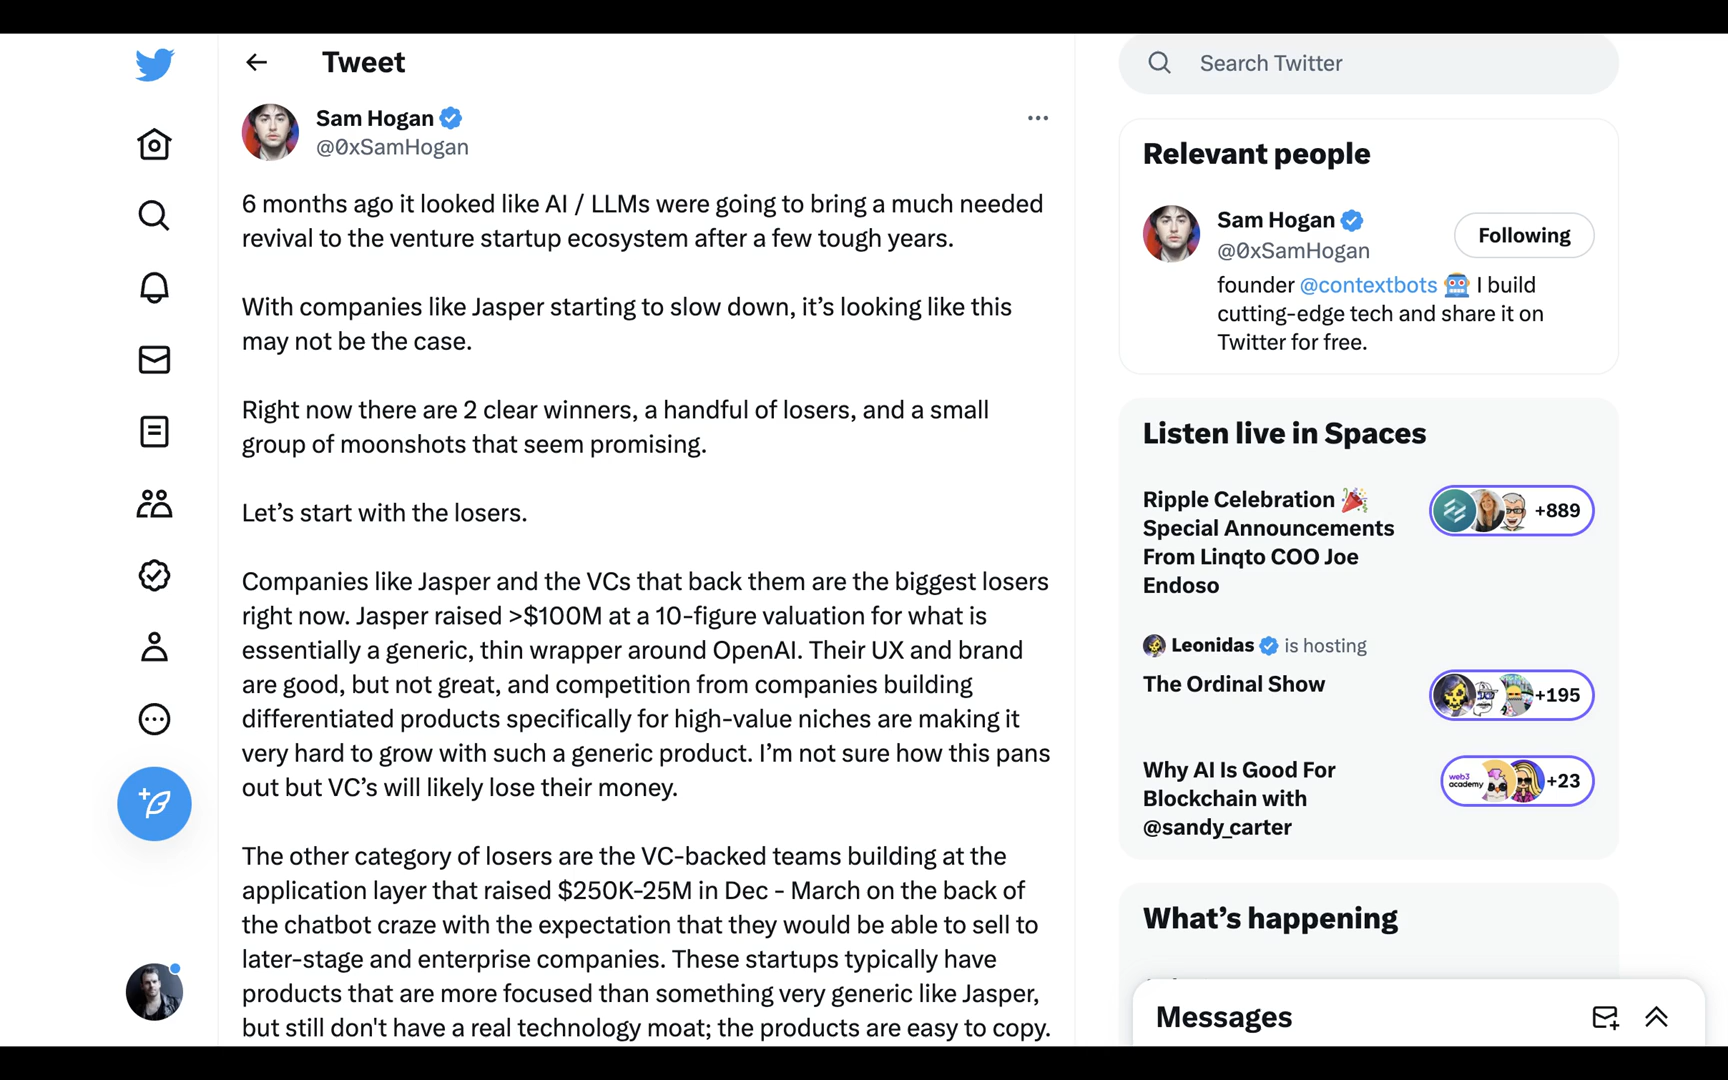 Tweet
Sam Hogan
@0xSamHogan
6 months ago it looked like AI / LLMs were going to bring a much needed
revival to the venture startup ecosystem after a few tough years.
With companies like Jasper starting to slow down, it’s looking like this
may not be the case.
Right now there are 2 clear winners, a handful of losers, and a small
group of moonshots that seem promising.
Let’s start with the losers.
Companies like Jasper and the VCs that back them are the biggest losers
right now. Jasper raised >$100M at a 10-figure valuation for what is
essentially a generic, thin wrapper around OpenAI. Their UX and brand
are good, but not great, and competition from companies building
differentiated products specifically for high-value niches are making it
very hard to grow with such a generic product. I’m not sure how this pans
out but VC’s will likely lose their money.
The other category of losers are the VC-backed teams building at the
application layer that raised $250K-25M in Dec - March on the back of
the chatbot craze with the expectation that they would be able to sell to
later-stage and enterprise companies. These startups typically have
products that are more focused than something very generic like Jasper,
but still don't have a real technology moat; the products are easy to copy.
Search Twitter
Relevant people
Sam Hogan
@0xSamHogan
Following
founder @contextbots 🤖 I build
cutting-edge tech and share it on
Twitter for free.
Listen live in Spaces
Ripple Celebration 🎉
Special Announcements
From Linqto COO Joe
Endoso
+889
Leonidas is hosting
The Ordinal Show
+195
Why AI Is Good For
Blockchain with
@sandy_carter
web3
academy
+23
What’s happening
Messages